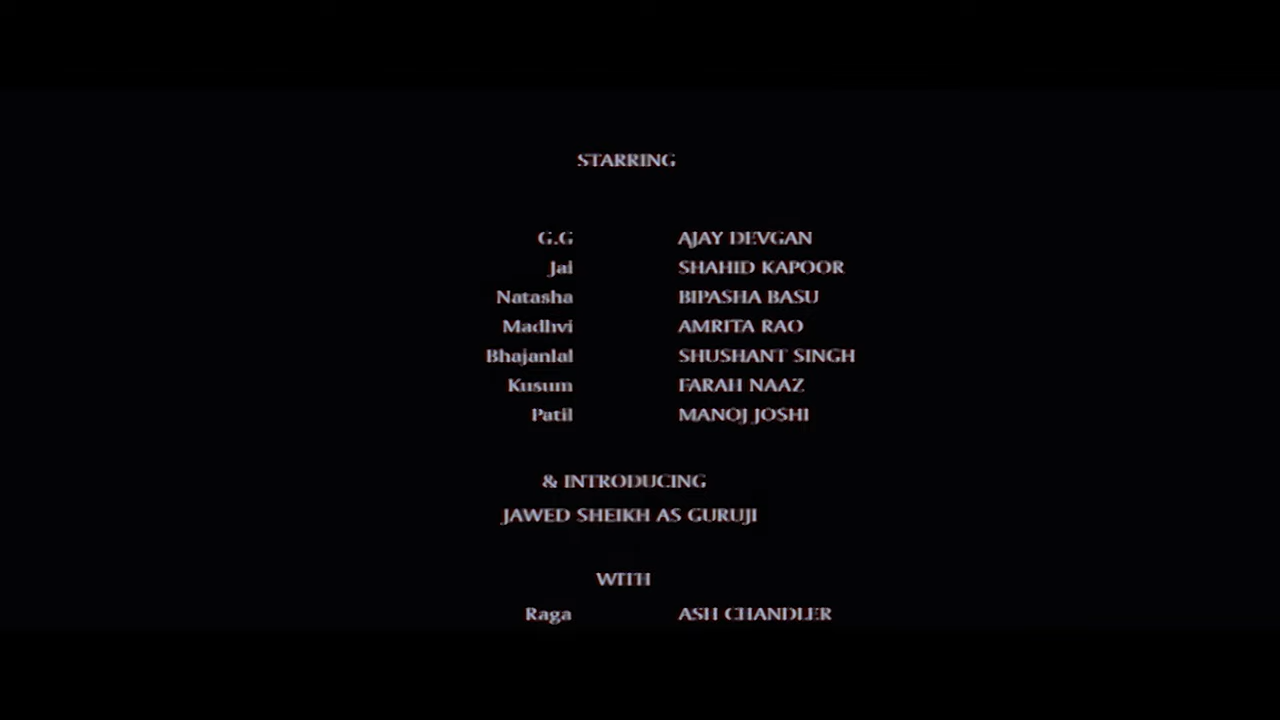 STARRING
G.G AJAY DEVGAN
Jai SHAHID KAPOOR
Natasha BIPASHA BASU
Madhvi AMRITA RAO
Bhajanlal SHUSHANT SINGH
Kusum FARAH NAAZ
Patil MANOJ JOSHI
& INTRODUCING
JAWED SHEIKH AS GURUJI
WITH
Raga ASH CHANDLER